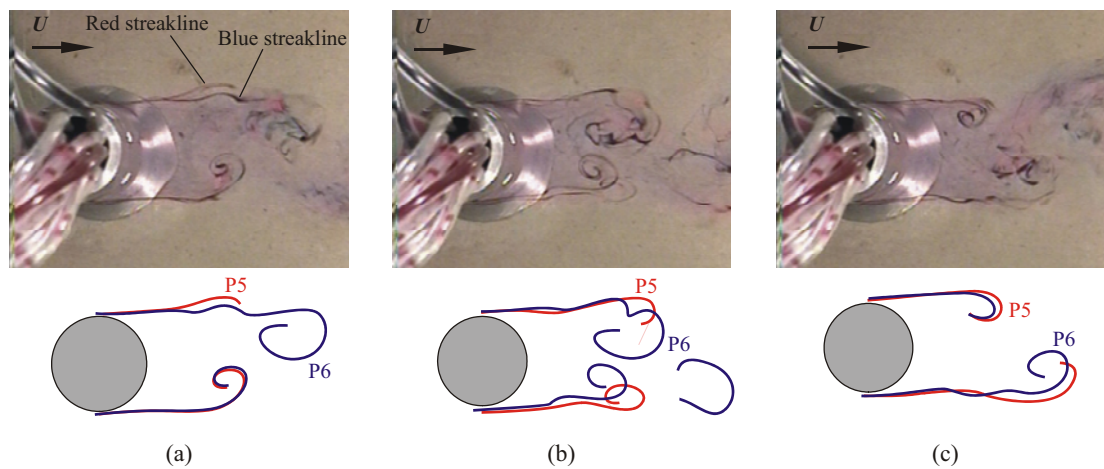 U
Red streakline
Blue streakline
U
U
P5
P6
P5
P6
P5
P6
(a)
(b)
(c)